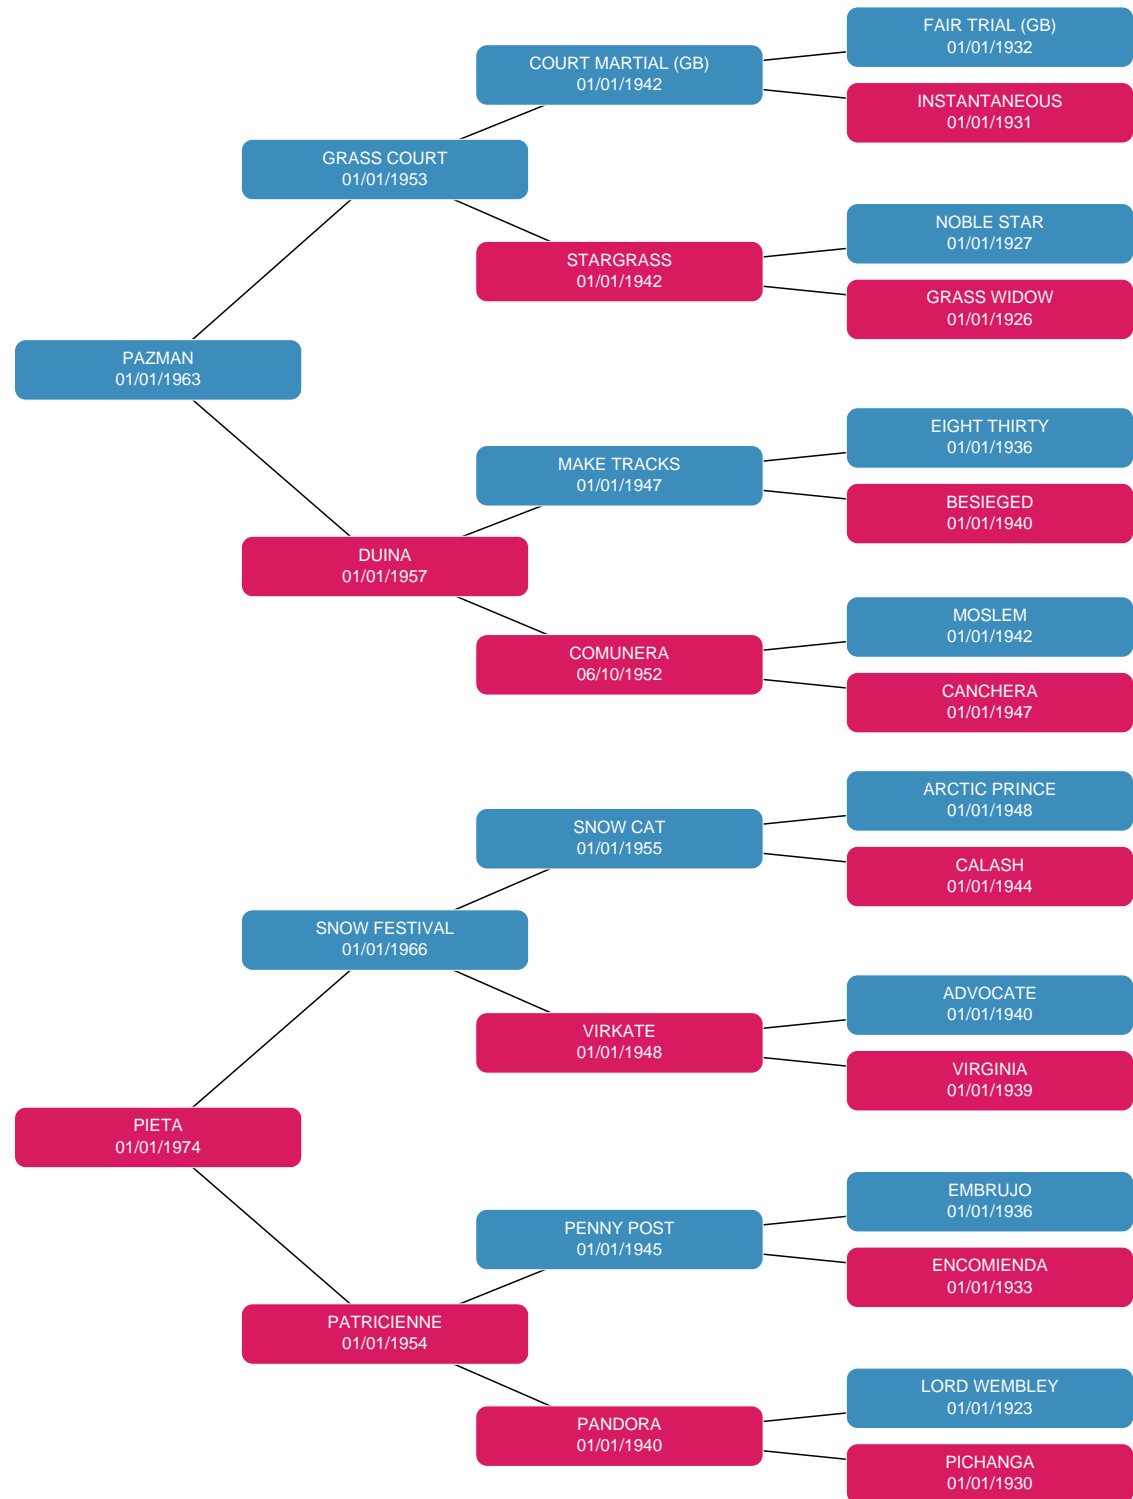 FAIR TRIAL (GB)
01/01/1932
COURT MARTIAL (GB)
01/01/1942
INSTANTANEOUS
01/01/1931
GRASS COURT
01/01/1953
NOBLE STAR
01/01/1927
STARGRASS
01/01/1942
GRASS WIDOW
01/01/1926
PAZMAN
01/01/1963
EIGHT THIRTY
01/01/1936
MAKE TRACKS
01/01/1947
BESIEGED
01/01/1940
DUINA
01/01/1957
MOSLEM
01/01/1942
COMUNERA
06/10/1952
CANCHERA
01/01/1947
ARCTIC PRINCE
01/01/1948
SNOW CAT
01/01/1955
CALASH
01/01/1944
SNOW FESTIVAL
01/01/1966
ADVOCATE
01/01/1940
VIRKATE
01/01/1948
VIRGINIA
01/01/1939
PIETA
01/01/1974
EMBRUJO
01/01/1936
PENNY POST
01/01/1945
ENCOMIENDA
01/01/1933
PATRICIENNE
01/01/1954
LORD WEMBLEY
01/01/1923
PANDORA
01/01/1940
PICHANGA
01/01/1930